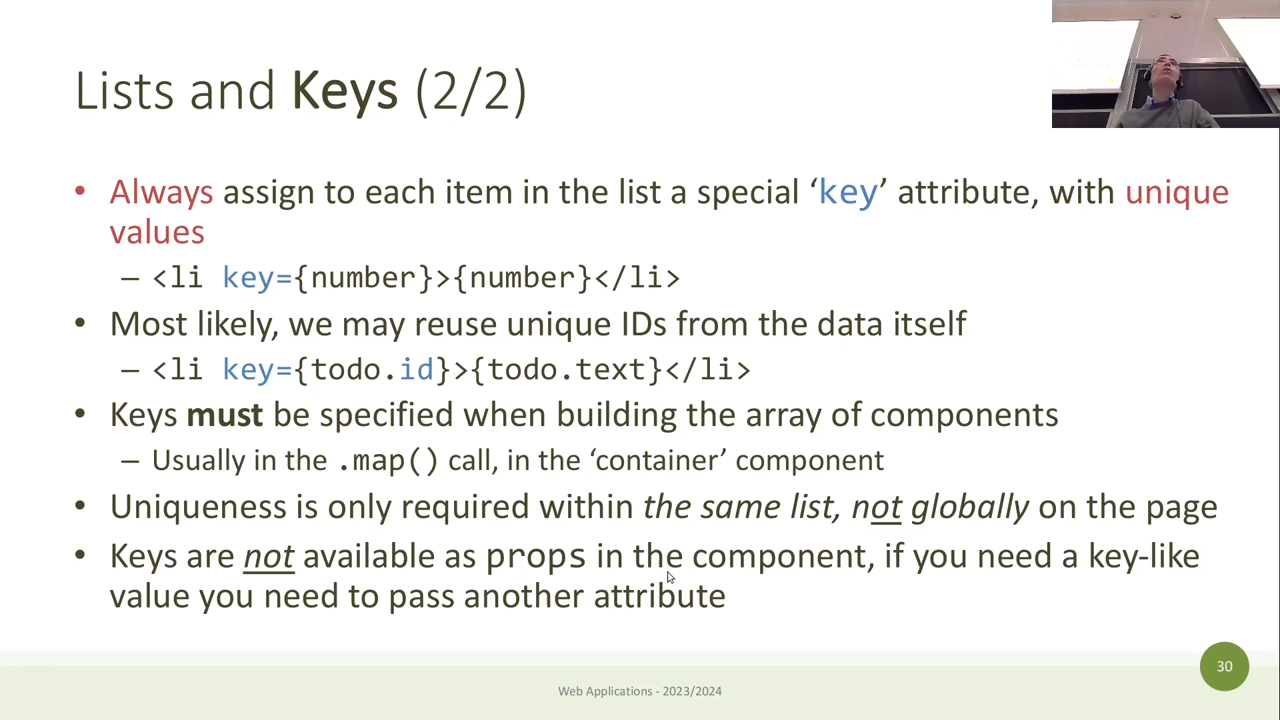 Lists and Keys (2/2)
• Always assign to each item in the list a special ‘key’ attribute, with unique
values
– <li key={number}>{number}</li>
• Most likely, we may reuse unique IDs from the data itself
– <li key={todo.id}>{todo.text}</li>
• Keys must be specified when building the array of components
– Usually in the .map() call, in the ‘container’ component
• Uniqueness is only required within the same list, not globally on the page
• Keys are not available as props in the component, if you need a key-like
value you need to pass another attribute
30
Web Applications - 2023/2024